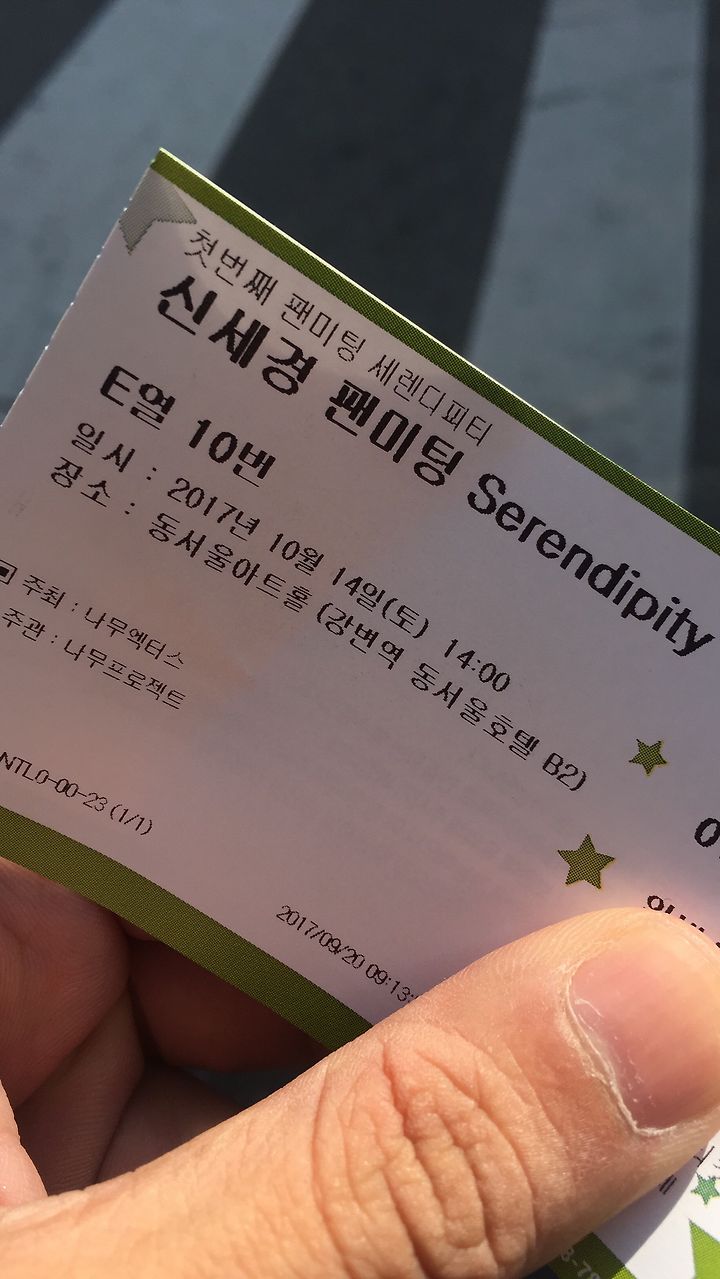 첫번째 팬미팅 세렌디피티
신세경 팬미팅 Serendipity
E열 10번
일시 : 2017년 10월 14일(토) 14:00
장소 : 동서울아트홀 (강변역 동서울호텔 B2)
주최 : 나무엑터스
주관 : 나무프로젝트
NTL0-00-23 (1/1)
2017/09/20 09:13: